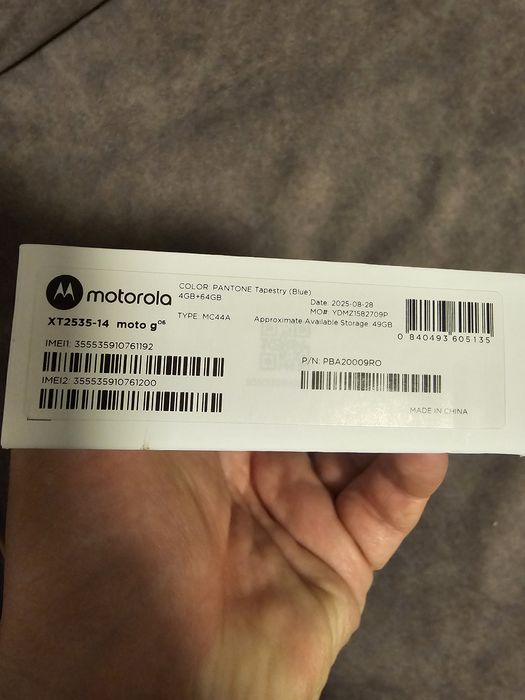 motorola
COLOR: PANTONE Tapestry (Blue)
4GB+64GB
XT2535-14 moto g06
TYPE: MC44A
Date: 2025-08-28
MO#: YDMZ1582709P
Approximate Available Storage: 49GB
0 840493 605135
IMEI1: 355535910761192
IMEI2: 355535910761200
P/N: PBA20009RO
MADE IN CHINA